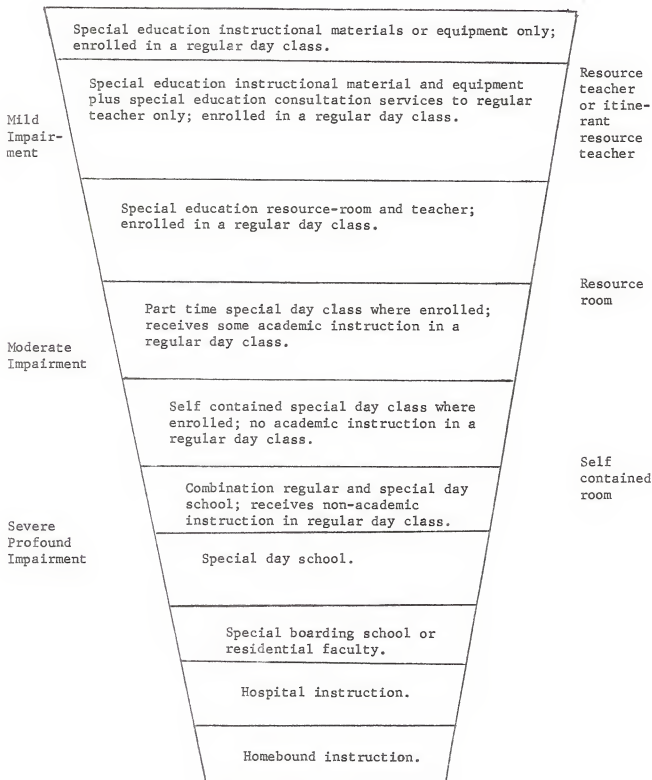 Special education instructional materials or equipment only;
enrolled in a regular day class.
Special education instructional material and equipment
plus special education consultation services to regular
teacher only; enrolled in a regular day class.
Resource
teacher
or itine-
rant
resource
teacher
Mild
Impair-
ment
Special education resource-room and teacher;
enrolled in a regular day class.
Resource
room
Part time special day class where enrolled;
receives some academic instruction in a
regular day class.
Moderate
Impairment
Self contained special day class where
enrolled; no academic instruction in a
regular day class.
Self
contained
room
Combination regular and special day
school; receives non-academic
instruction in regular day class.
Severe
Profound
Impairment
Special day school.
Special boarding school or
residential faculty.
Hospital instruction.
Homebound instruction.